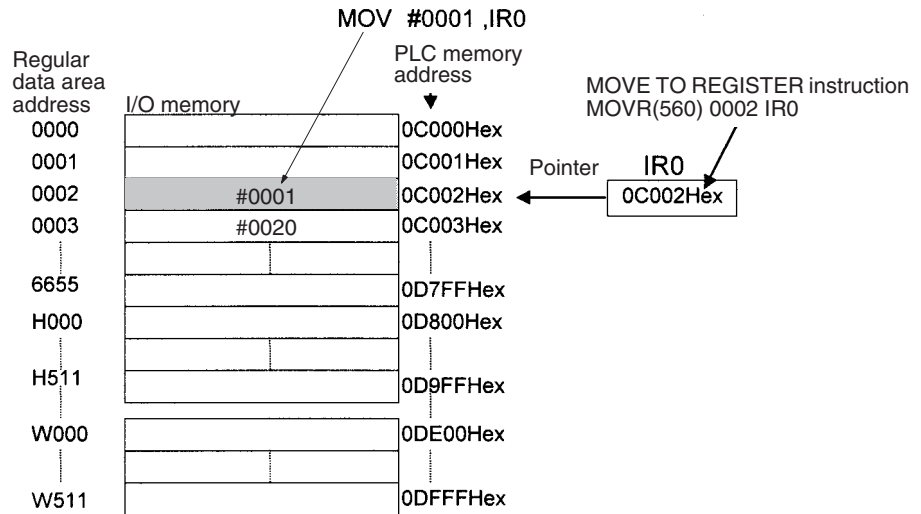 MOV #0001 ,IR0
Regular
data area
address
I/O memory
PLC memory
address
MOVE TO REGISTER instruction
MOVR(560) 0002 IR0
0000
0C000Hex
0001
0C001Hex
Pointer
IR0
0002
#0001
0C002Hex
0C002Hex
0003
#0020
0C003Hex
6655
0D7FFHex
H000
0D800Hex
H511
0D9FFHex
W000
0DE00Hex
W511
0DFFFHex